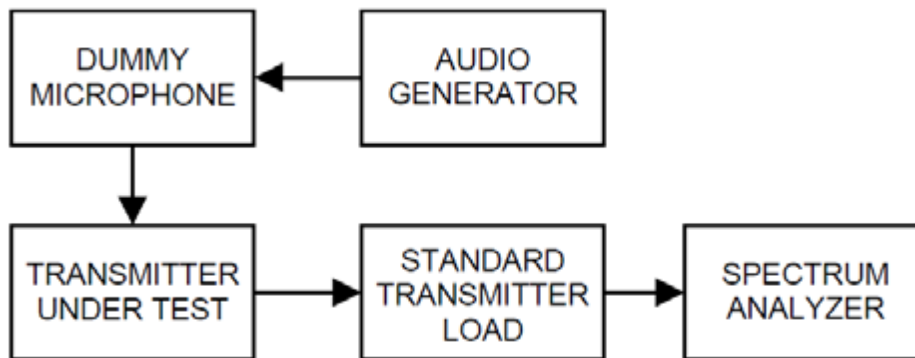 DUMMY
MICROPHONE
AUDIO
GENERATOR
TRANSMITTER
UNDER TEST
STANDARD
TRANSMITTER
LOAD
SPECTRUM
ANALYZER